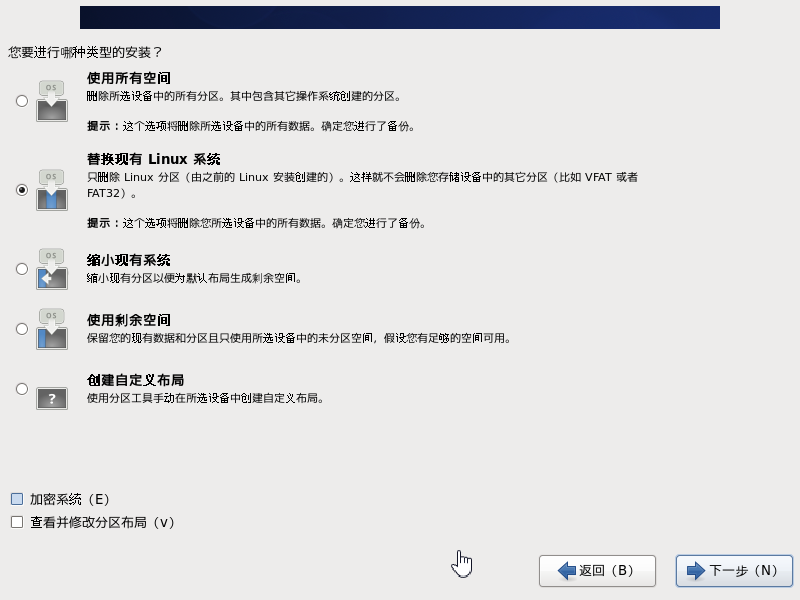 您要进行哪种类型的安装？
OS
使用所有空间
删除所选设备中的所有分区。其中包含其它操作系统创建的分区。
提示：这个选项将删除所选设备中的所有数据。确定您进行了备份。
OS
替换现有 Linux 系统
只删除 Linux 分区（由之前的 Linux 安装创建的）。这样就不会删除您存储设备中的其它分区（比如 VFAT 或者
FAT32）。
提示：这个选项将删除您所选设备中的所有数据。确定您进行了备份。
OS
缩小现有系统
缩小现有分区以便为默认布局生成剩余空间。
OS
使用剩余空间
保留您的现有数据和分区且只使用所选设备中的未分区空间，假设您有足够的空间可用。
?
创建自定义布局
使用分区工具手动在所选设备中创建自定义布局。
加密系统（E）
查看并修改分区布局（v）
返回（B）
下一步（N）